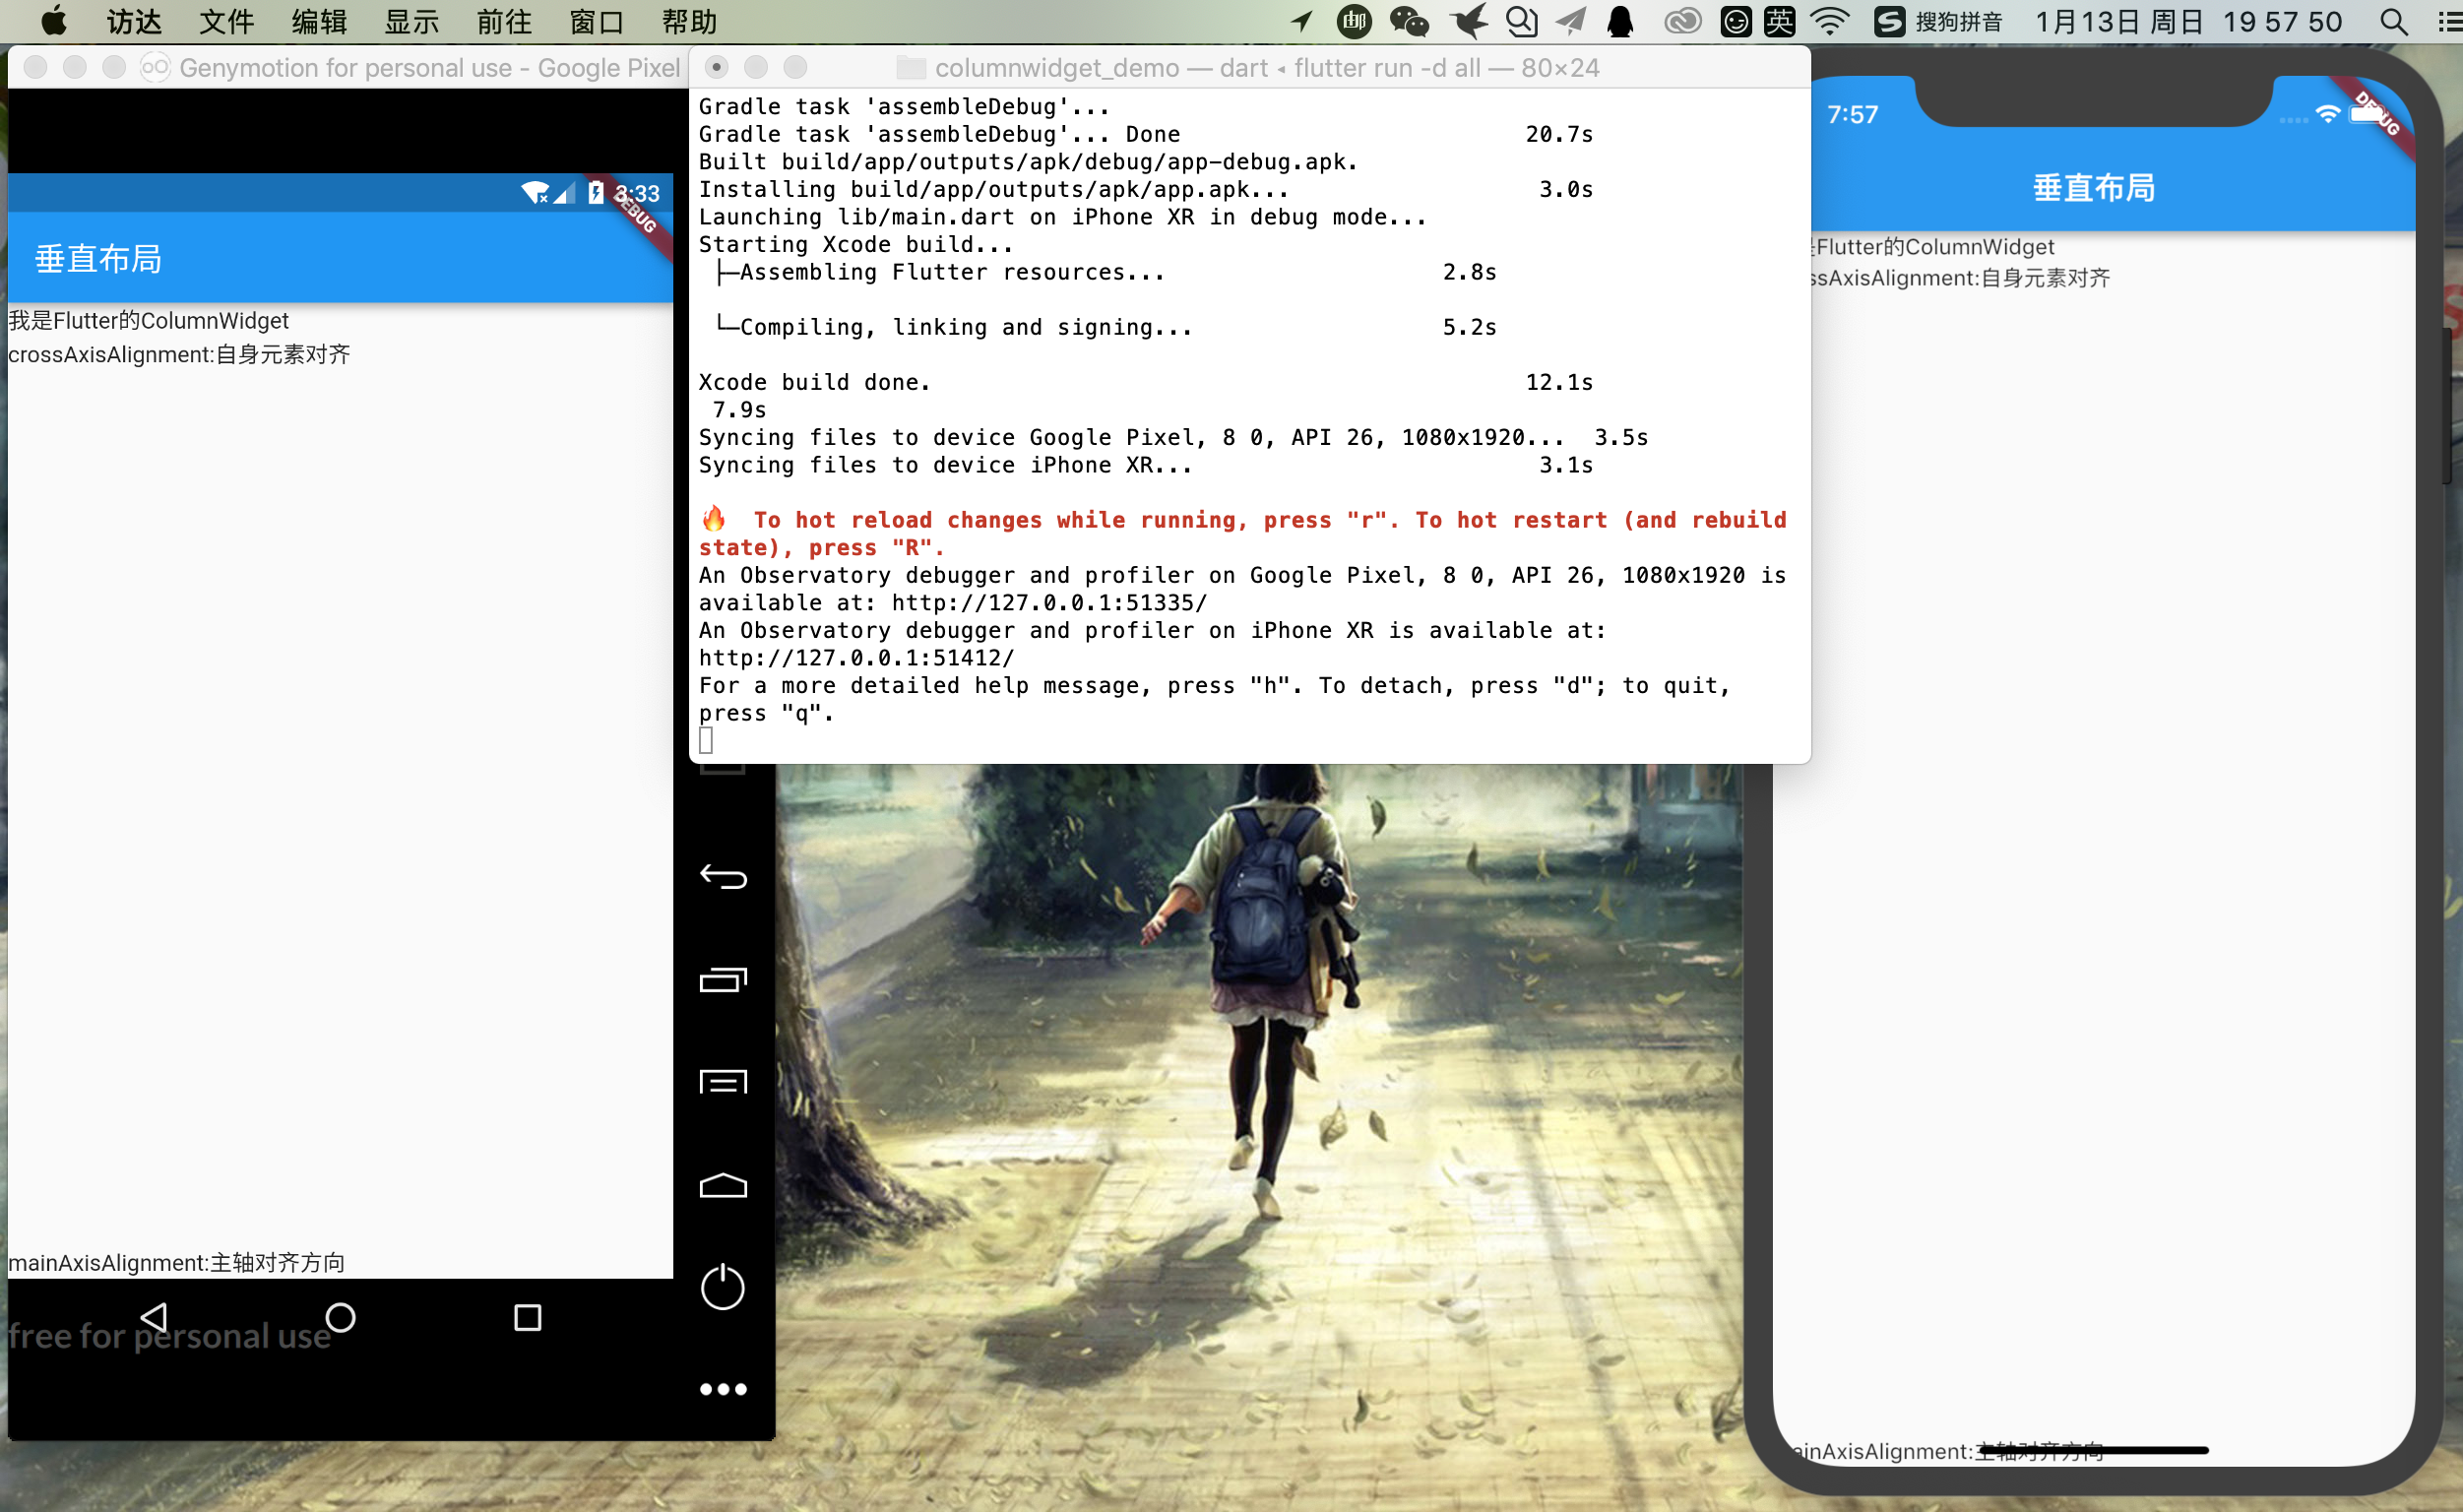 访达 文件 编辑 显示 前往 窗口 帮助
邮 英 S 搜狗拼音 1月13日 周日 19 57 50
Genymotion for personal use - Google Pixel
3:33
DEBUG
垂直布局
我是Flutter的ColumnWidget
crossAxisAlignment:自身元素对齐
mainAxisAlignment:主轴对齐方向
free for personal use
columnwidget_demo — dart ◂ flutter run -d all — 80×24
Gradle task 'assembleDebug'...
Gradle task 'assembleDebug'... Done 20.7s
Built build/app/outputs/apk/debug/app-debug.apk.
Installing build/app/outputs/apk/app.apk... 3.0s
Launching lib/main.dart on iPhone XR in debug mode...
Starting Xcode build...
├─Assembling Flutter resources... 2.8s
└─Compiling, linking and signing... 5.2s
Xcode build done. 12.1s
7.9s
Syncing files to device Google Pixel, 8 0, API 26, 1080x1920... 3.5s
Syncing files to device iPhone XR... 3.1s
🔥 To hot reload changes while running, press "r". To hot restart (and rebuild
state), press "R".
An Observatory debugger and profiler on Google Pixel, 8 0, API 26, 1080x1920 is
available at: http://127.0.0.1:51335/
An Observatory debugger and profiler on iPhone XR is available at:
http://127.0.0.1:51412/
For a more detailed help message, press "h". To detach, press "d"; to quit,
press "q".
7:57
DEBUG
垂直布局
是Flutter的ColumnWidget
ssAxisAlignment:自身元素对齐
ainAxisAlignment:主轴对齐方向